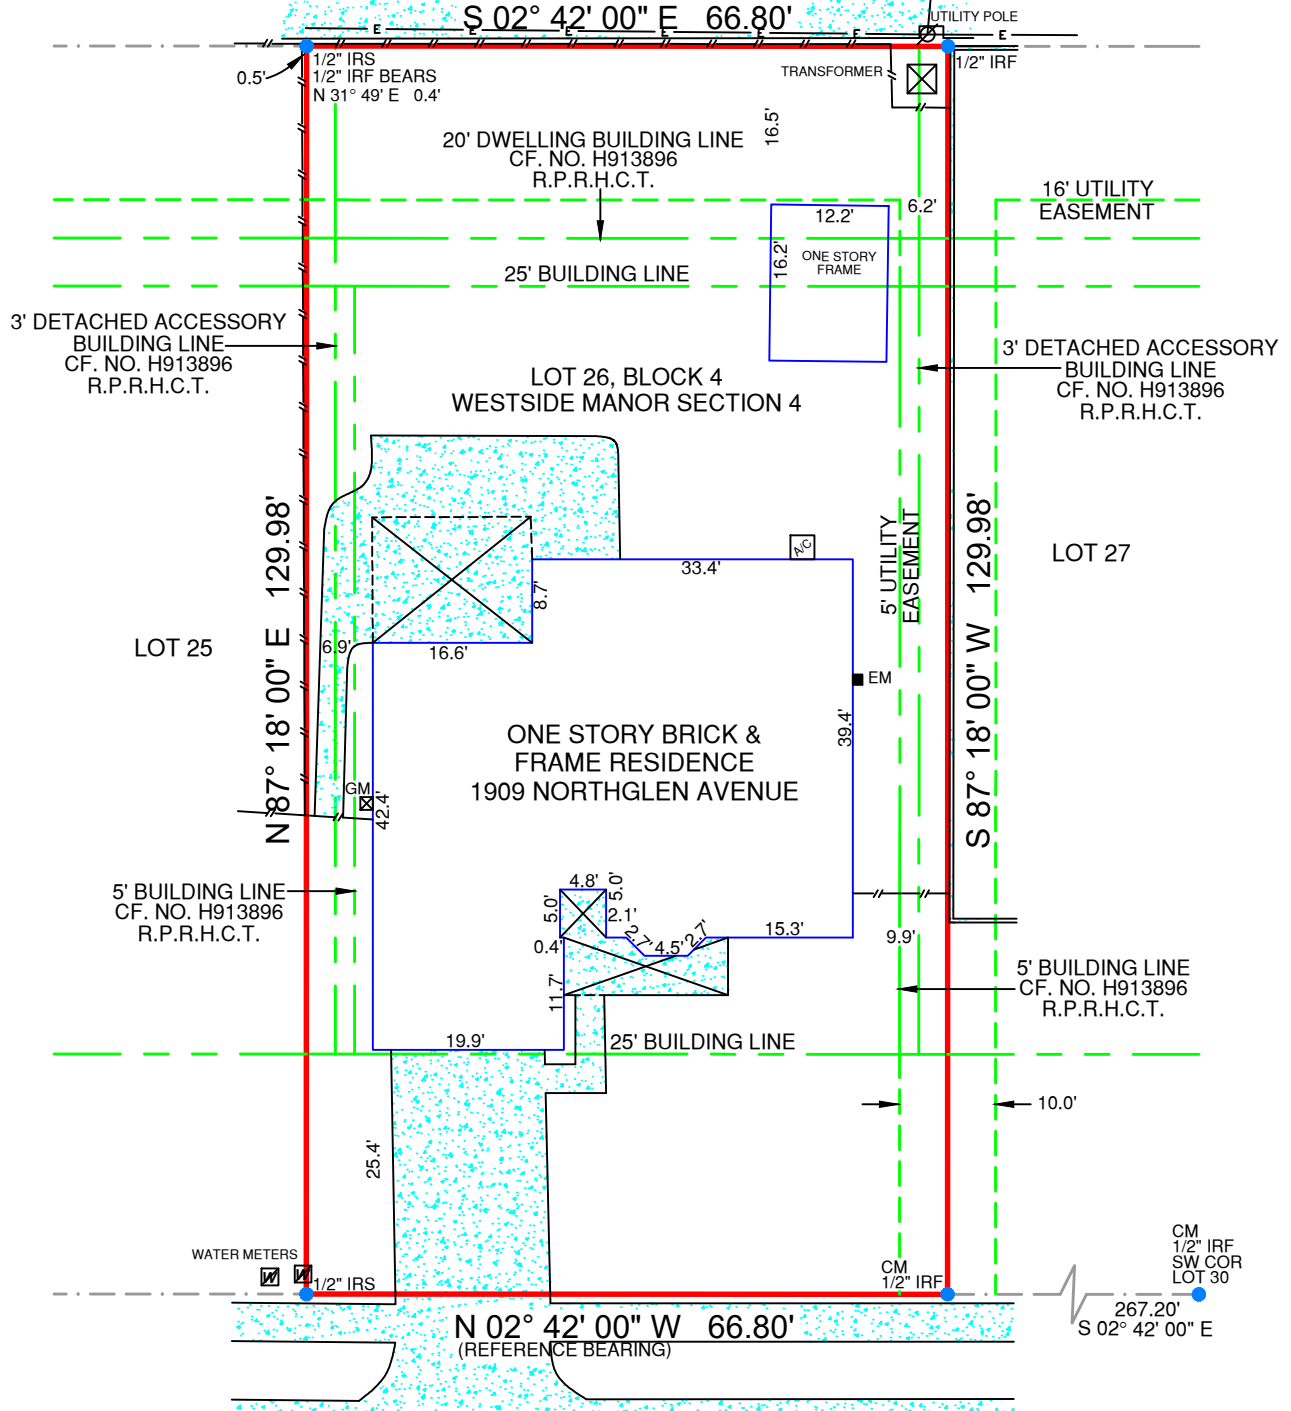 S 02° 42' 00" E 66.80'
UTILITY POLE
E
E
E
E
E
E
E
1/2" IRS
1/2" IRF BEARS
N 31° 49' E 0.4'
0.5'
1/2" IRF
TRANSFORMER
16.5'
20' DWELLING BUILDING LINE
CF. NO. H913896
R.P.R.H.C.T.
16' UTILITY
EASEMENT
6.2'
12.2'
16.2'
ONE STORY
FRAME
25' BUILDING LINE
3' DETACHED ACCESSORY
BUILDING LINE
CF. NO. H913896
R.P.R.H.C.T.
3' DETACHED ACCESSORY
BUILDING LINE
CF. NO. H913896
R.P.R.H.C.T.
LOT 26, BLOCK 4
WESTSIDE MANOR SECTION 4
N 87° 18' 00" E 129.98'
S 87° 18' 00" W 129.98'
5' UTILITY
EASEMENT
LOT 25
LOT 27
A/C
33.4'
8.7'
6.9'
16.6'
EM
39.4'
ONE STORY BRICK &
FRAME RESIDENCE
1909 NORTHGLEN AVENUE
GM
42.4'
4.8'
5.0'
5.0'
2.1'
2.7'
4.5'
2.7'
15.3'
0.4'
11.7'
9.9'
5' BUILDING LINE
CF. NO. H913896
R.P.R.H.C.T.
5' BUILDING LINE
CF. NO. H913896
R.P.R.H.C.T.
19.9'
25' BUILDING LINE
10.0'
25.4'
WATER METERS
W
W
1/2" IRS
CM
1/2" IRF
CM
1/2" IRF
SW COR
LOT 30
267.20'
S 02° 42' 00" E
N 02° 42' 00" W 66.80'
(REFERENCE BEARING)